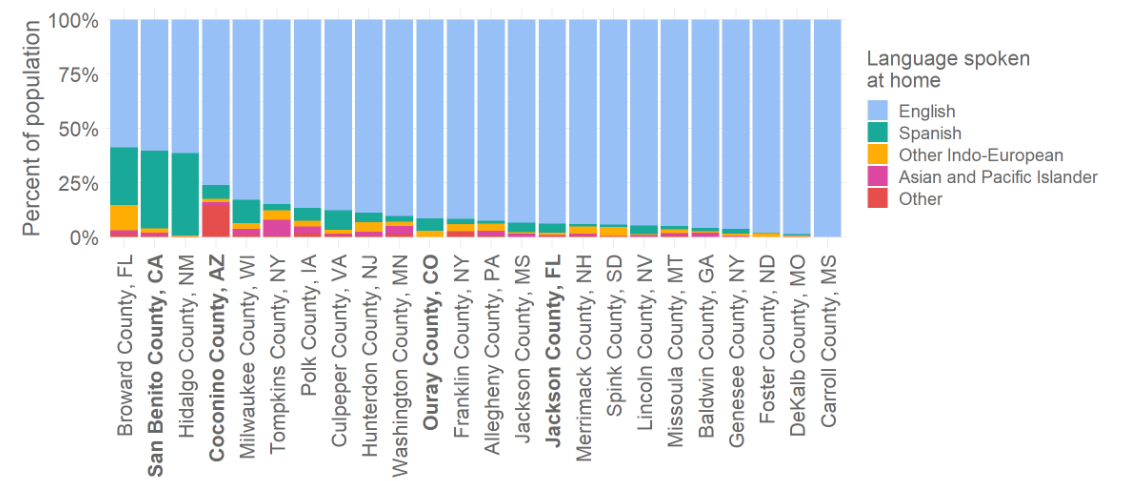 100%
75%
50%
25%
0%
Percent of population
Broward County, FL
San Benito County, CA
Hidalgo County, NM
Coconino County, AZ
Milwaukee County, WI
Tompkins County, NY
Polk County, IA
Culpeper County, VA
Hunterdon County, NJ
Washington County, MN
Ouray County, CO
Franklin County, NY
Allegheny County, PA
Jackson County, MS
Jackson County, FL
Merrimack County, NH
Spink County, SD
Lincoln County, NV
Missoula County, MT
Baldwin County, GA
Genesee County, NY
Foster County, ND
DeKalb County, MO
Carroll County, MS
Language spoken
at home
English
Spanish
Other Indo-European
Asian and Pacific Islander
Other